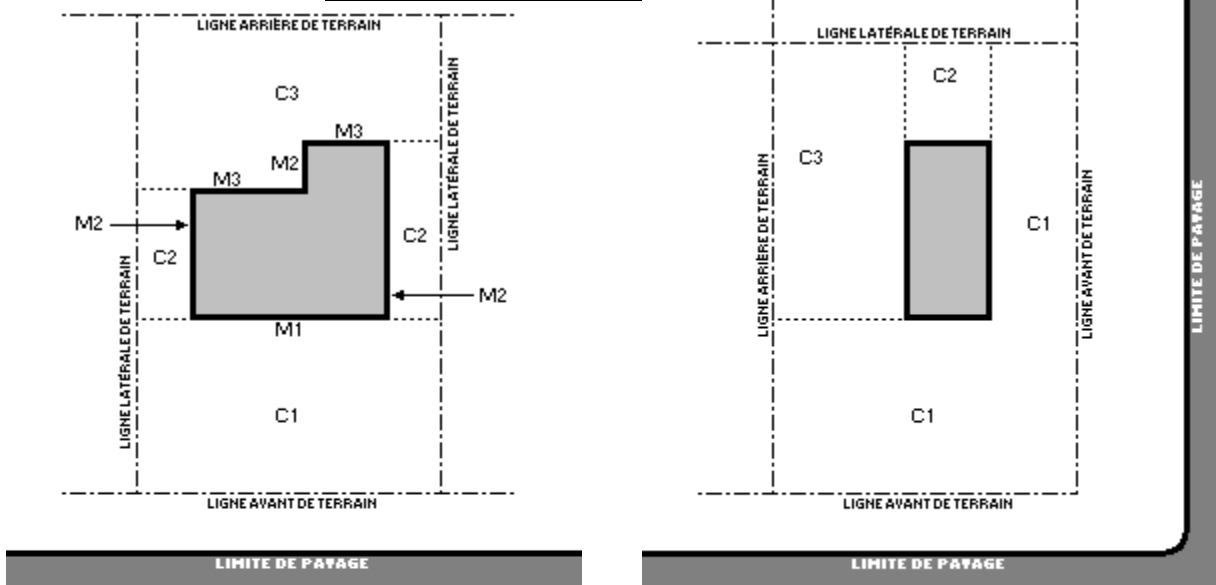 LIGNE ARRIÈRE DE TERRAIN
C3
M3
M2
M3
M2
C2
C2
M2
M1
C1
LIGNE LATÉRALE DE TERRAIN
LIGNE LATÉRALE DE TERRAIN
LIGNE AVANT DE TERRAIN
LIMITE DE PAVAGE
LIGNE LATÉRALE DE TERRAIN
C2
C3
C1
C1
LIGNE ARRIÈRE DE TERRAIN
LIGNE AVANT DE TERRAIN
LIMITE DE PAVAGE
LIGNE AVANT DE TERRAIN
LIMITE DE PAVAGE